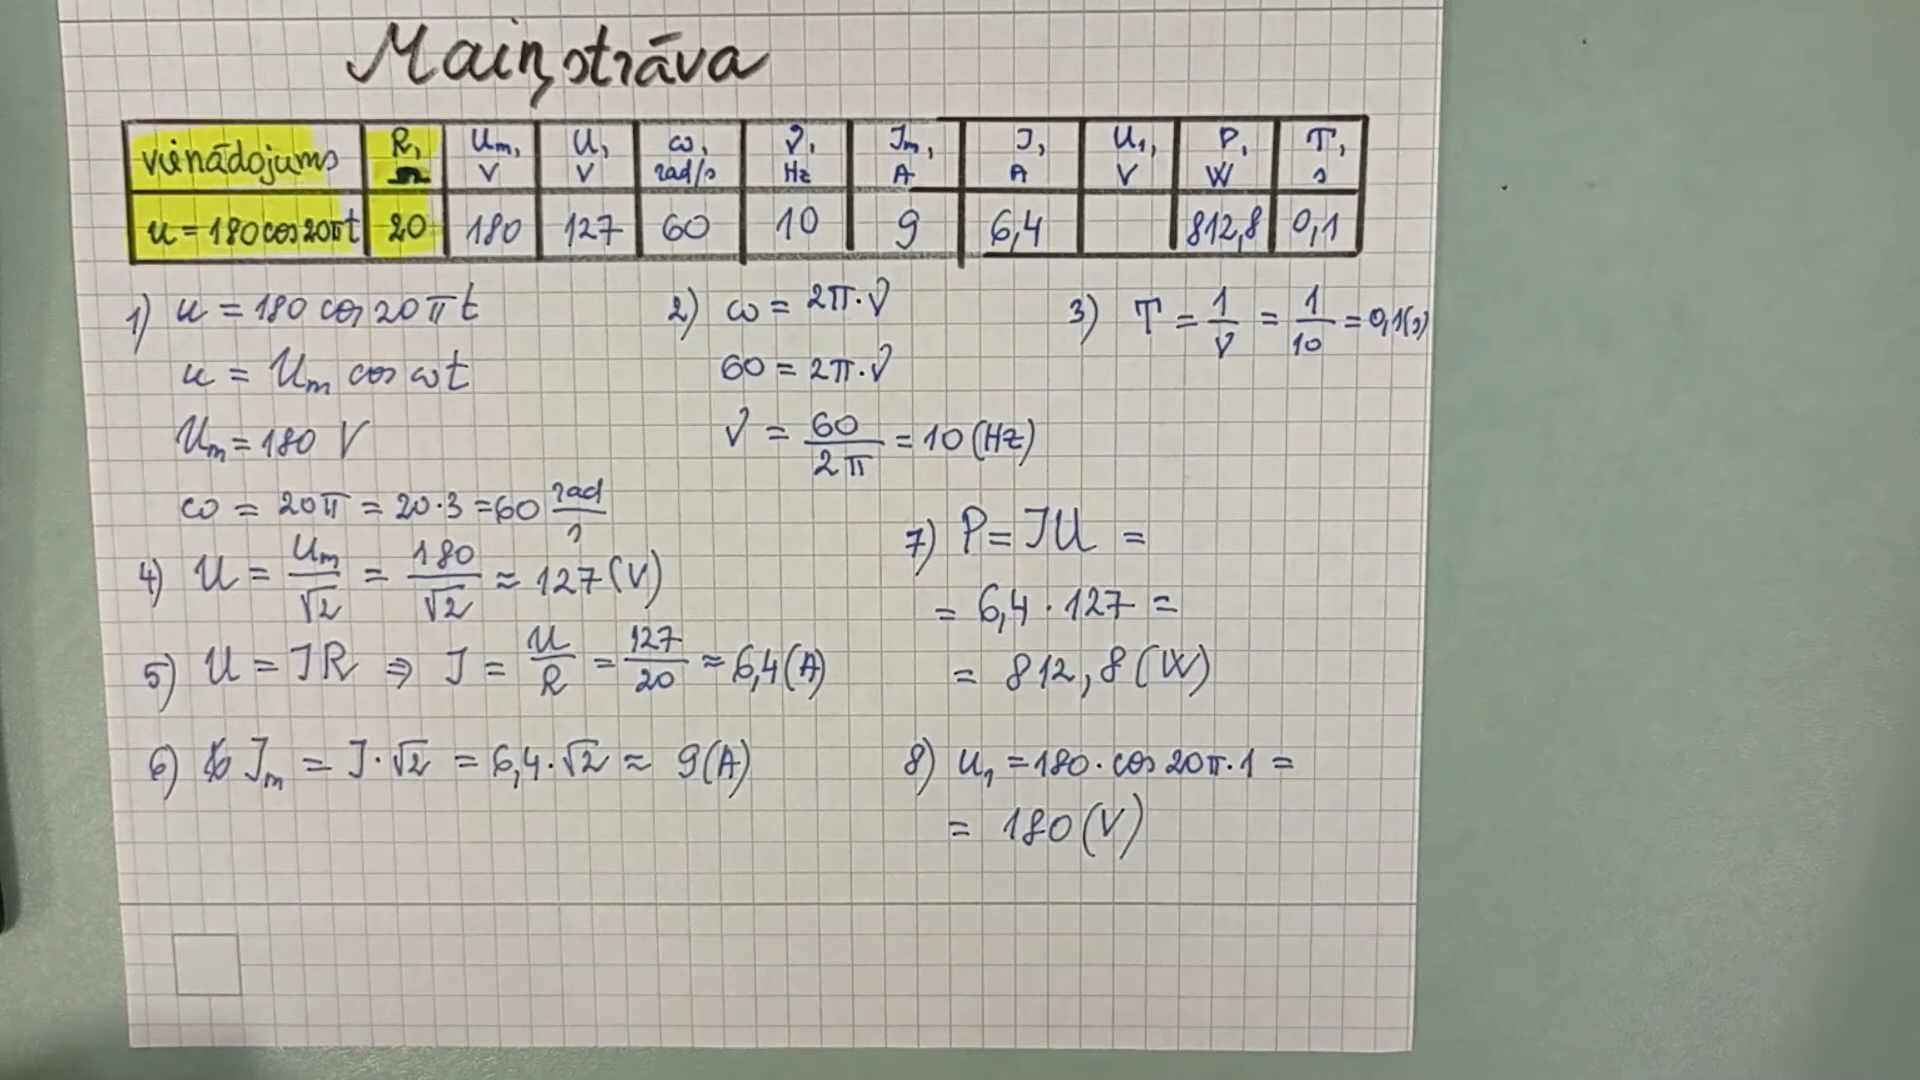 Maiņstrāva
vienādojums R, Ω Um, V U, V ω, rad/s ν, Hz Im, A I, A U1, V P, W T, s
u = 180cos20πt 20 180 127 60 10 9 6,4 812,8 0,1
1) u = 180 cos 20πt
u = Um cos ωt
Um = 180 V
ω = 20π = 20·3 = 60 rad/s
2) ω = 2π·ν
60 = 2π·ν
ν = 60/2π = 10 (Hz)
3) T = 1/ν = 1/10 = 0,1(s)
4) U = Um/√2 = 180/√2 ≈ 127 (V)
5) U = IR ⇒ I = U/R = 127/20 ≈ 6,4 (A)
6) Im = I·√2 = 6,4·√2 ≈ 9(A)
7) P = IU =
= 6,4 · 127 =
= 812,8 (W)
8) u1 = 180·cos 20π·1 =
= 180 (V)